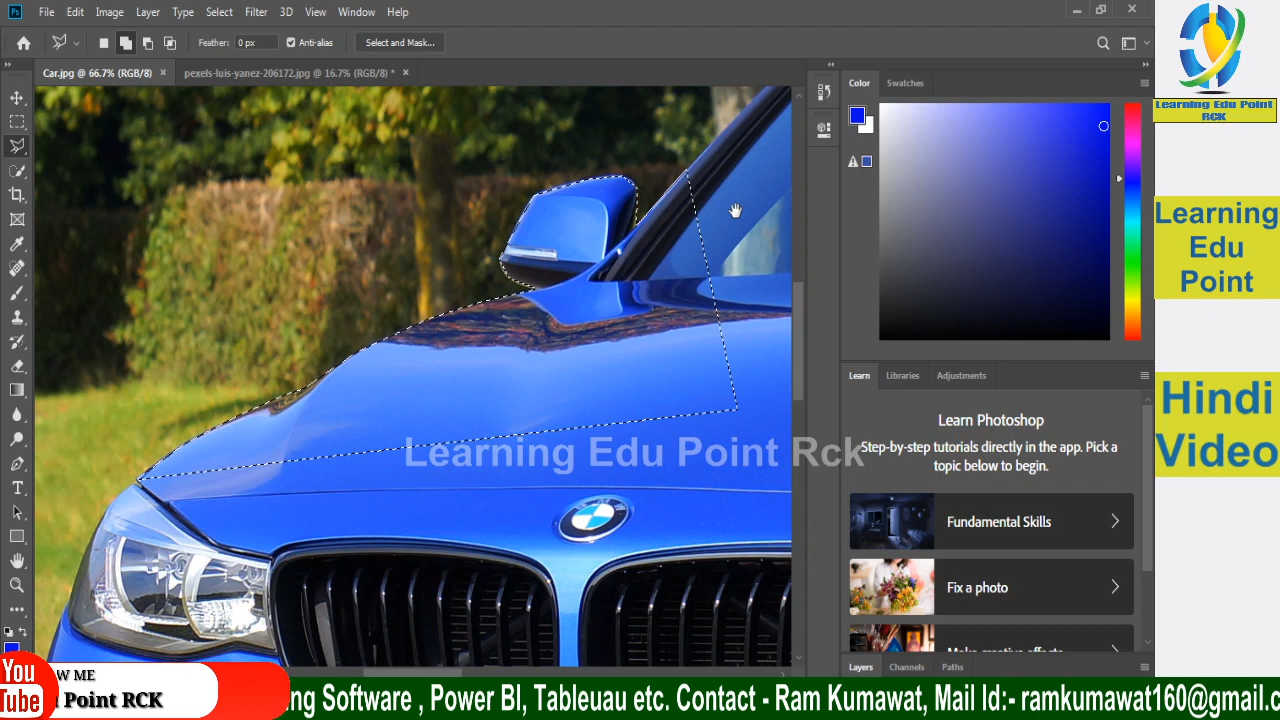 Ps File Edit Image Layer Type Select Filter 3D View Window Help
Feather: 0 px Anti-alias Select and Mask...
Car.jpg @ 66.7% (RGB/8) × pexels-luis-yanez-206172.jpg @ 16.7% (RGB/8) * ×
Color Swatches
Learning Edu Point
RCK
Learning
Edu
Point
Hindi
Video
Learn Libraries Adjustments
Learn Photoshop
Step-by-step tutorials directly in the app. Pick a
topic below to begin.
Learning Edu Point Rck
Fundamental Skills
Fix a photo
Layers Channels Paths
You
Tube
W ME
Point RCK
ng Software , Power BI, Tableuau etc. Contact - Ram Kumawat, Mail Id:- ramkumawat160@gmail.c